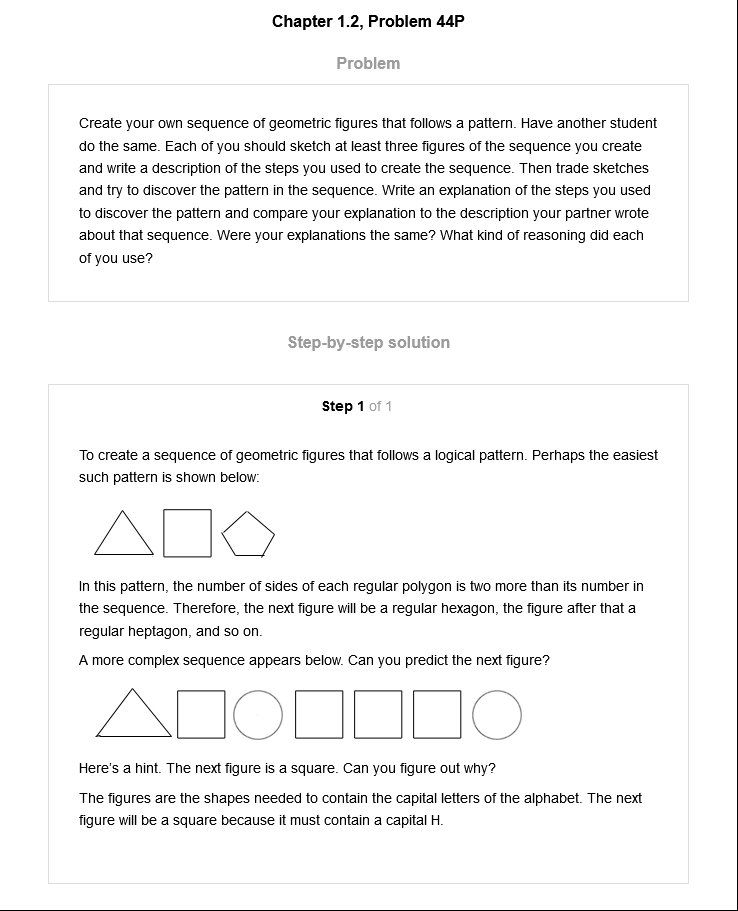 Chapter 1.2, Problem 44P
Problem
Create your own sequence of geometric figures that follows a pattern. Have another student
do the same. Each of you should sketch at least three figures of the sequence you create
and write a description of the steps you used to create the sequence. Then trade sketches
and try to discover the pattern in the sequence. Write an explanation of the steps you used
to discover the pattern and compare your explanation to the description your partner wrote
about that sequence. Were your explanations the same? What kind of reasoning did each
of you use?
Step-by-step solution
Step 1 of 1
To create a sequence of geometric figures that follows a logical pattern. Perhaps the easiest
such pattern is shown below:
In this pattern, the number of sides of each regular polygon is two more than its number in
the sequence. Therefore, the next figure will be a regular hexagon, the figure after that a
regular heptagon, and so on.
A more complex sequence appears below. Can you predict the next figure?
Here's a hint. The next figure is a square. Can you figure out why?
The figures are the shapes needed to contain the capital letters of the alphabet. The next
figure will be a square because it must contain a capital H.